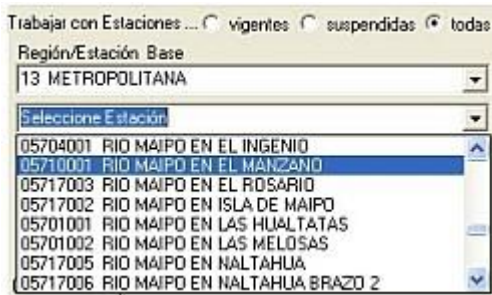 Trabajar con Estaciones ... vigentes suspendidas todas
Región/Estación Base
13 METROPOLITANA
Seleccione Estación
05704001 RIO MAIPO EN EL INGENIO
05710001 RIO MAIPO EN EL MANZANO
05717003 RIO MAIPO EN EL ROSARIO
05717002 RIO MAIPO EN ISLA DE MAIPO
05701001 RIO MAIPO EN LAS HUALTATAS
05701002 RIO MAIPO EN LAS MELOSAS
05717005 RIO MAIPO EN NALTAHUA
05717006 RIO MAIPO EN NALTAHUA BRAZO 2